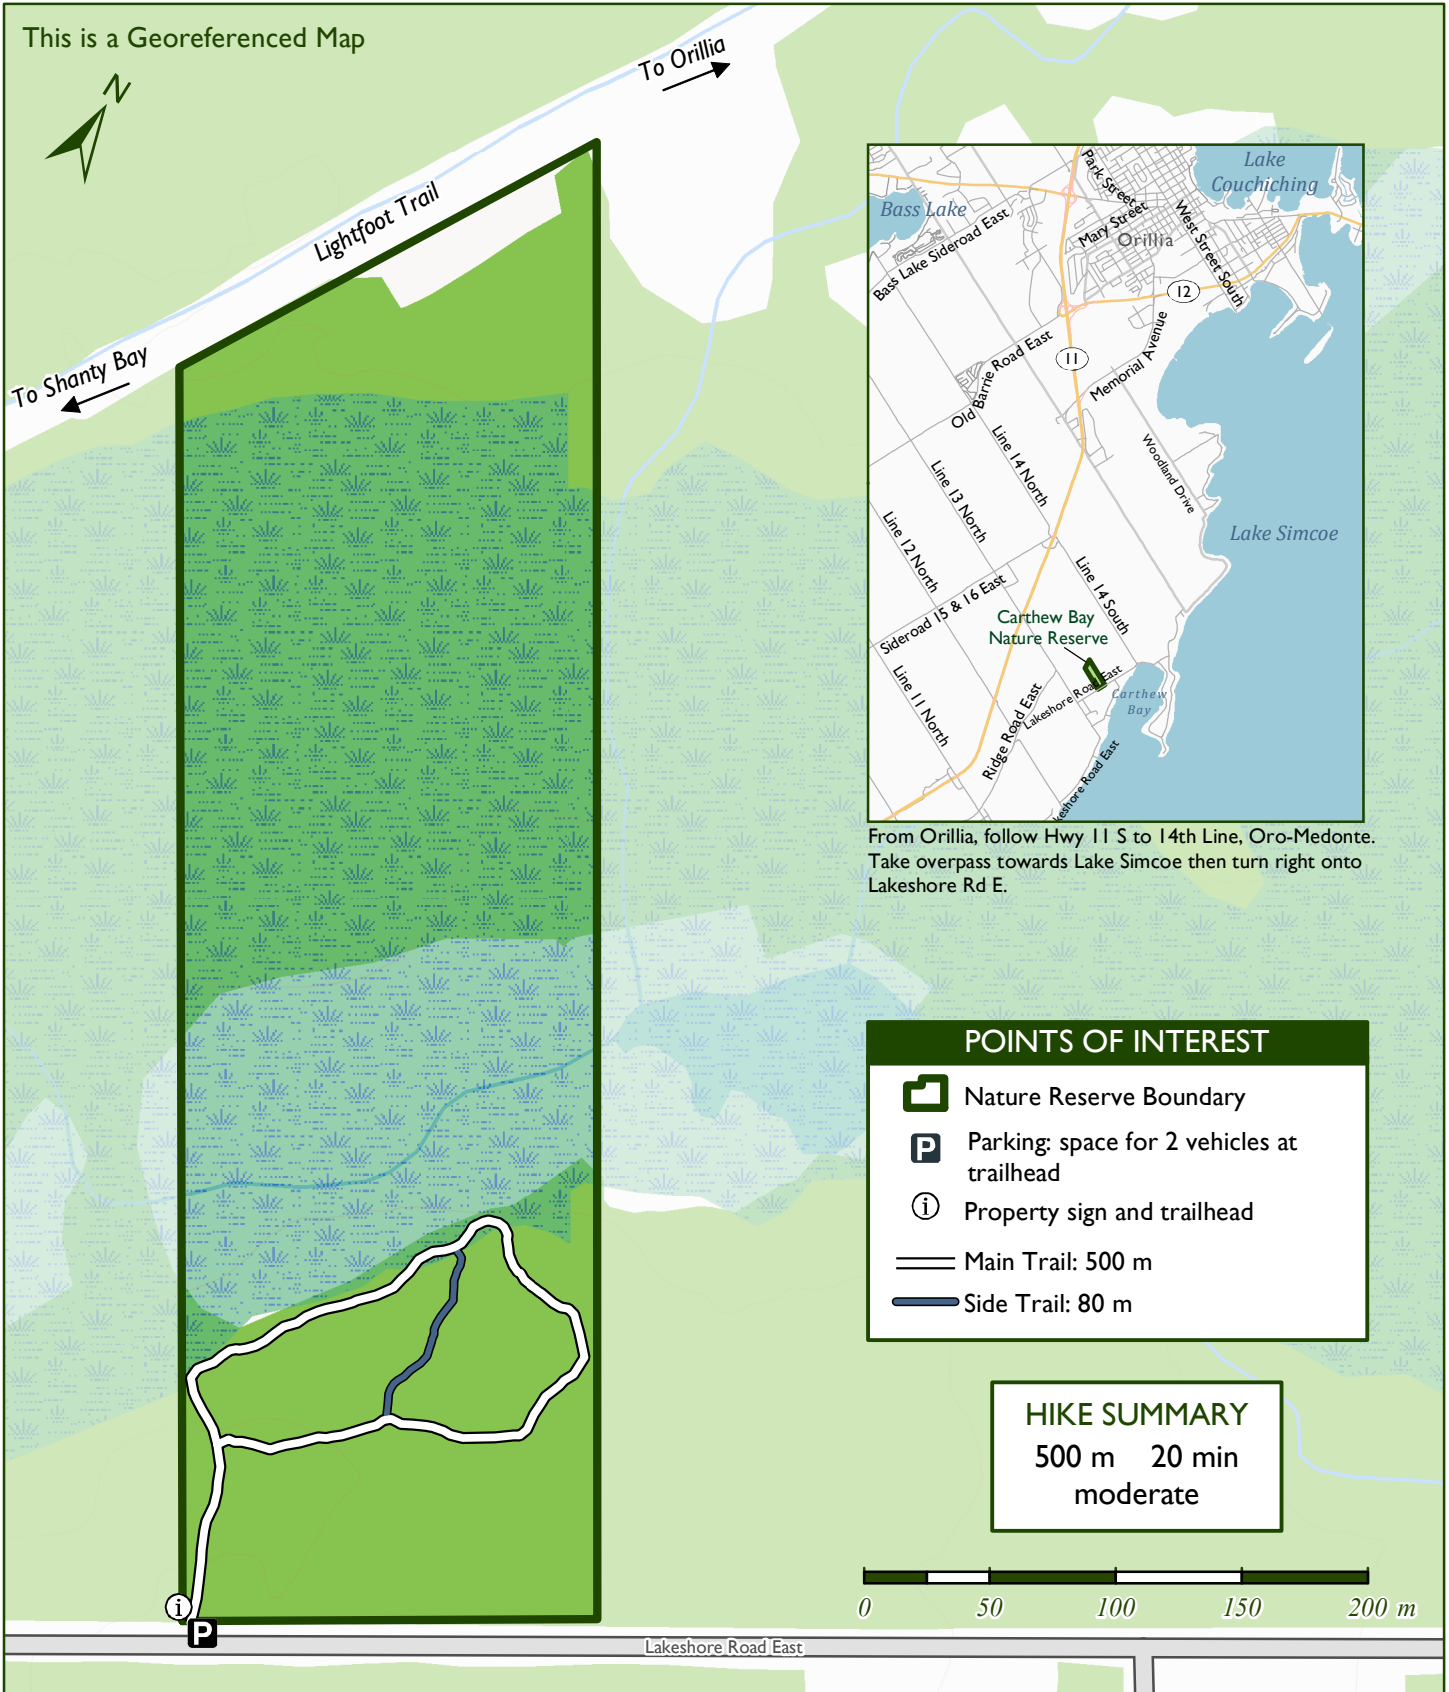 This is a Georeferenced Map
N
To Orillia
Lightfoot Trail
To Shanty Bay
Lake
Couchiching
Bass Lake
Park Street
Mary Street
West Street South
Orillia
Bass Lake Sideroad East
12
11
Old Barrie Road East
Memorial Avenue
Line 14 North
Woodland Drive
Line 13 North
Line 12 North
Lake Simcoe
Sideroad 15 & 16 East
Line 14 South
Carthew Bay
Nature Reserve
Line 11 North
Lakeshore Road East
Ridge Road East
Carthew
Bay
keshore Road East
From Orillia, follow Hwy 11 S to 14th Line, Oro-Medonte.
Take overpass towards Lake Simcoe then turn right onto
Lakeshore Rd E.
POINTS OF INTEREST
Nature Reserve Boundary
P
Parking: space for 2 vehicles at
trailhead
i
Property sign and trailhead
Main Trail: 500 m
Side Trail: 80 m
HIKE SUMMARY
500 m 20 min
moderate
0 50 100 150 200 m
i
P
Lakeshore Road East